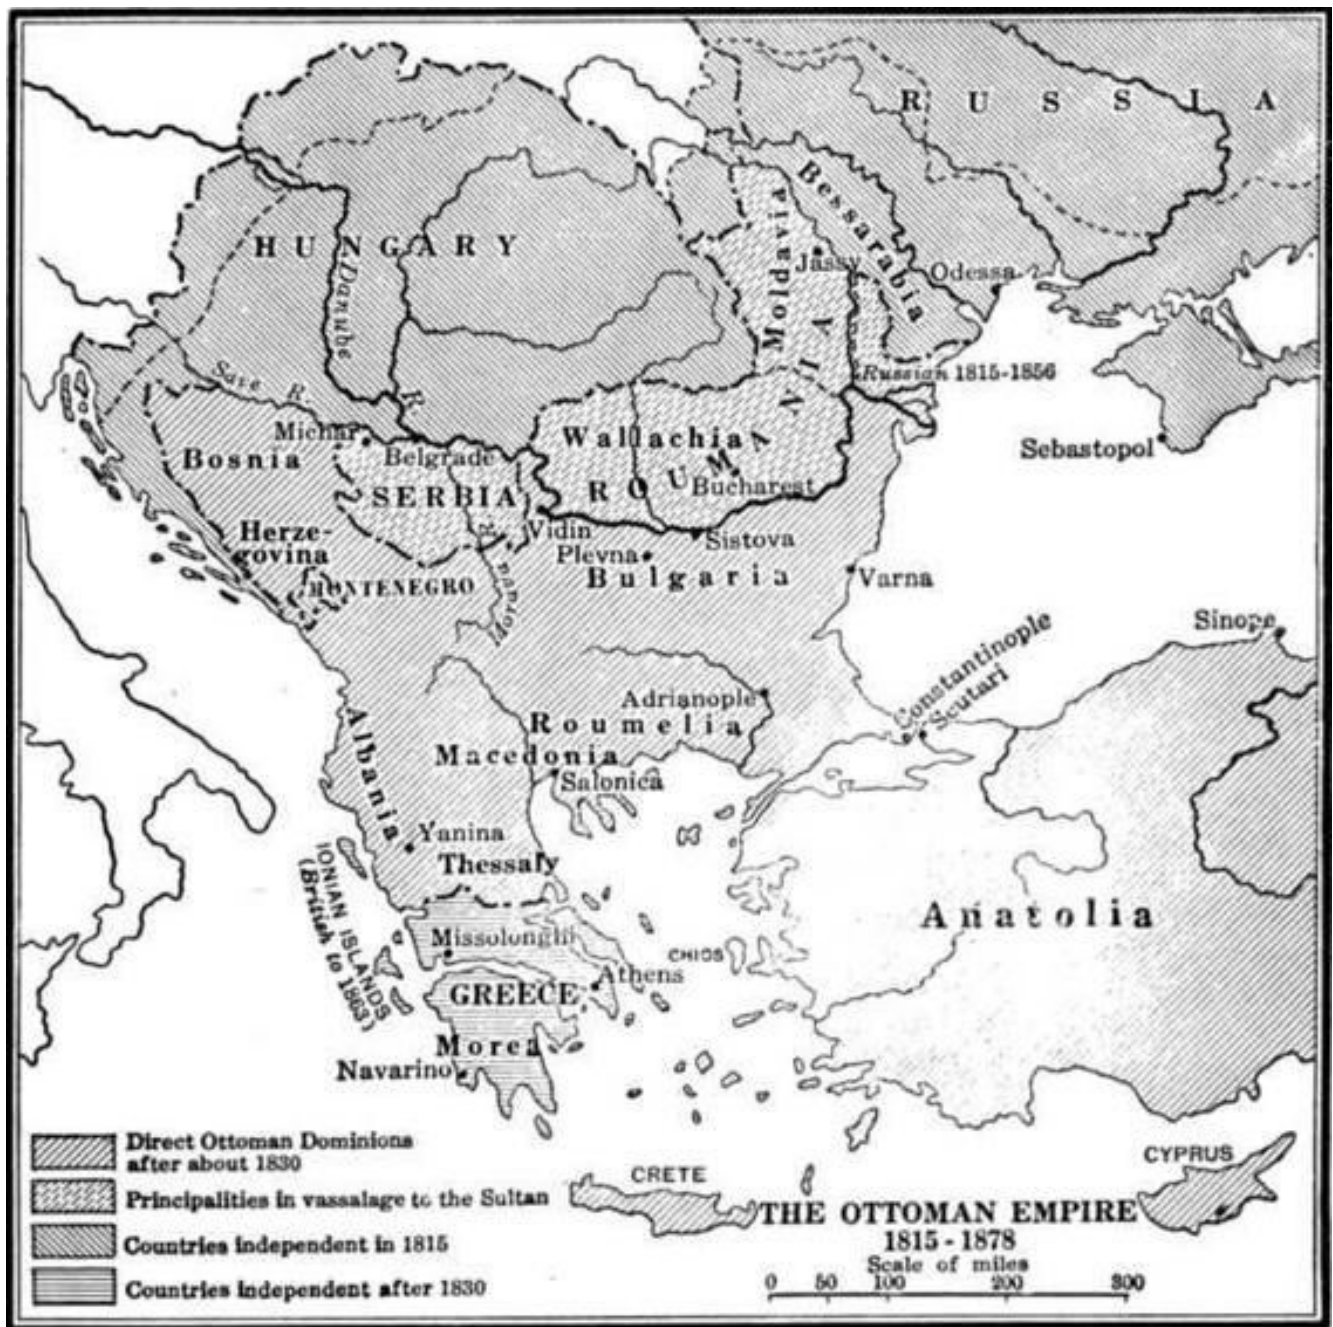 RUSSIA
Bessarabia
Moldavia
HUNGARY
Jassy
Odessa
Danube
R
Russian 1815-1856
Save R.
Michar
Wallachia
Sebastopol
Bosnia
Belgrade
ROUMANIA
SERBIA
Bucharest
Herze-
govina
Vidin
Sistova
Plevna
MONTENEGRO
Bulgaria
Varna
Sinope
Constantinople
Scutari
Adrianople
Albania
Roumelia
Macedonia
Salonica
Yanina
Thessaly
IONIAN ISLANDS
(British to 1863)
Anatolia
Missolonghi
CHIOS
Athens
GREECE
Morea
Navarino
CRETE
CYPRUS
Direct Ottoman Dominions
after about 1830
Principalities in vassalage to the Sultan
Countries independent in 1815
Countries independent after 1830
THE OTTOMAN EMPIRE
1815 - 1878
Scale of miles
0 50 100 200 300